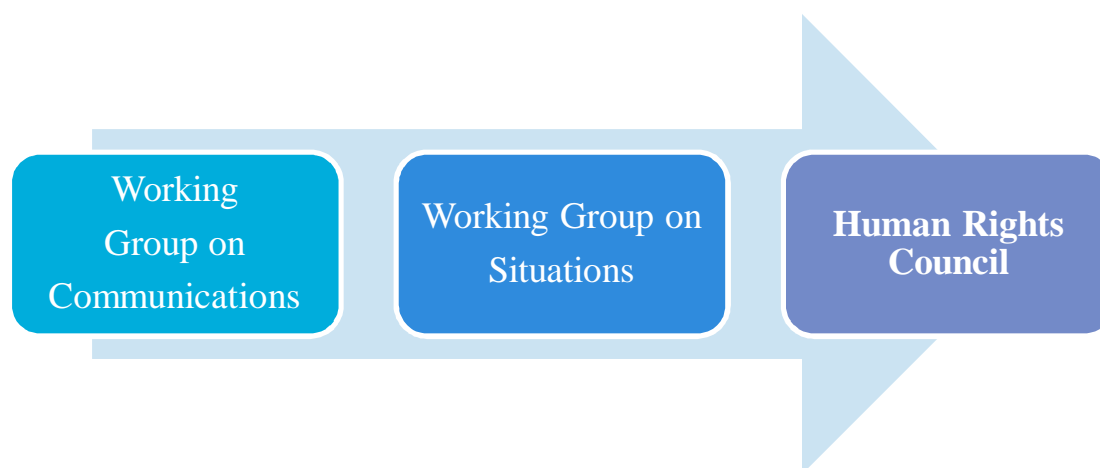 Working
Group on
Communications
Working Group on
Situations
Human Rights
Council